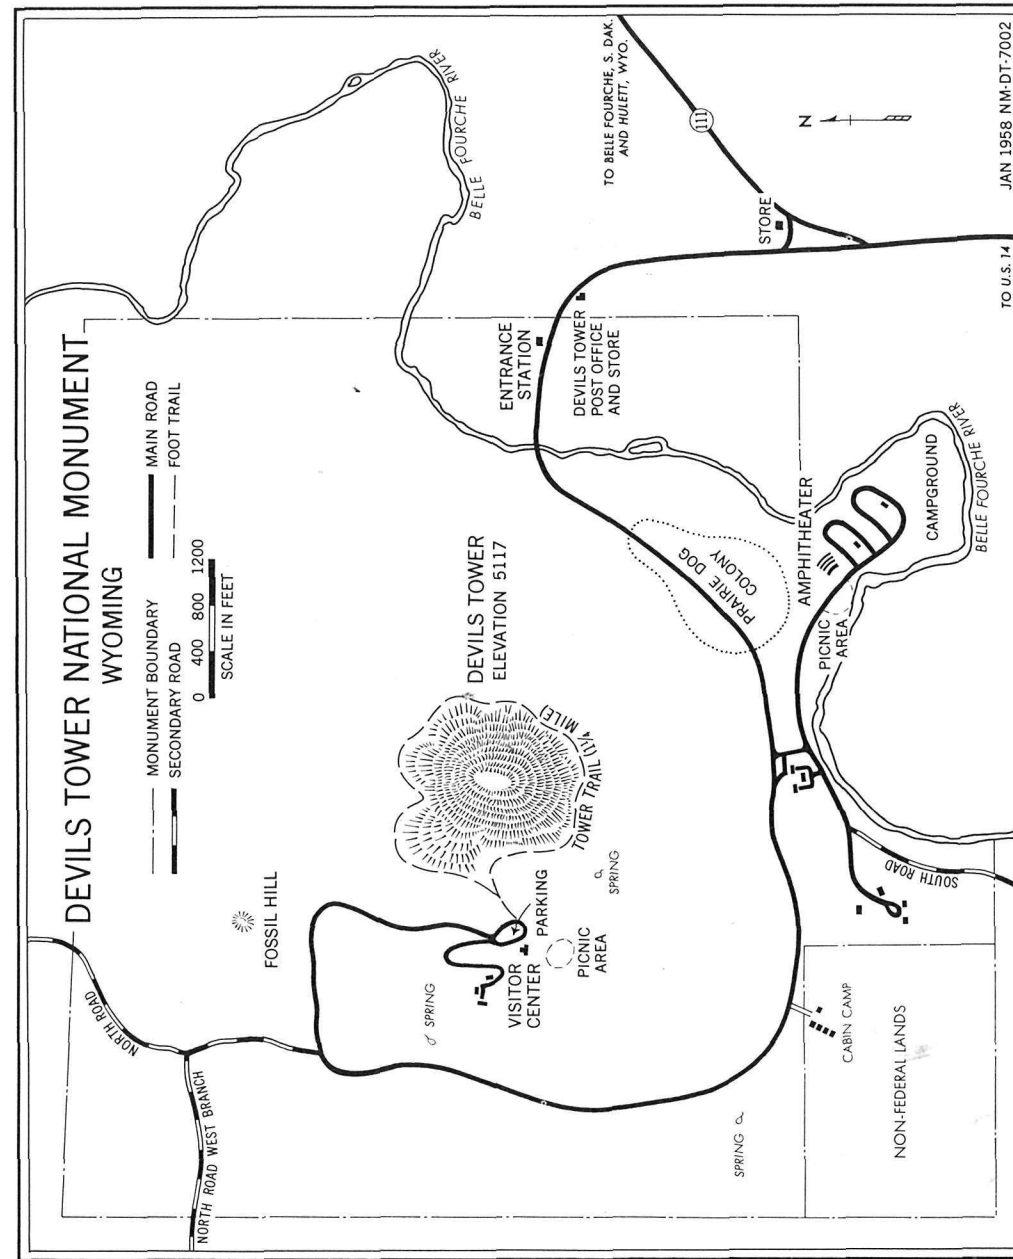 DEVILS TOWER NATIONAL MONUMENT
WYOMING
MONUMENT BOUNDARY
MAIN ROAD
SECONDARY ROAD
FOOT TRAIL
0 400 800 1200
SCALE IN FEET
NORTH ROAD
NORTH ROAD WEST BRANCH
FOSSIL HILL
BELLE FOURCHE RIVER
DEVILS TOWER
ELEVATION 5117
TOWER TRAIL (1 1/4 MILE)
PARKING
VISITOR
CENTER
PICNIC
AREA
SPRING
SPRING
SPRING
ENTRANCE
STATION
DEVILS TOWER
POST OFFICE
AND STORE
TO BELLE FOURCHE, S. DAK.
AND HULETT, WYO.
111
STORE
N
PRAIRIE DOG
COLONY
AMPHITHEATER
PICNIC
AREA
CAMPGROUND
BELLE FOURCHE RIVER
SOUTH ROAD
CABIN CAMP
NON-FEDERAL LANDS
TO U.S. 14
JAN 1958 NM-DT-7002